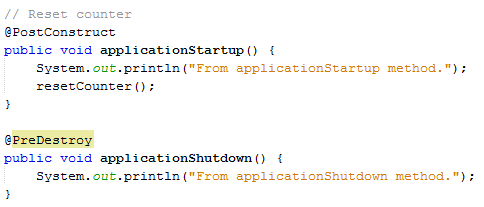 // Reset counter
@PostConstruct
public void applicationStartup() {
    System.out.println("From applicationStartup method.");
    resetCounter();
}

@PreDestroy
public void applicationShutdown() {
    System.out.println("From applicationShutdown method.");
}